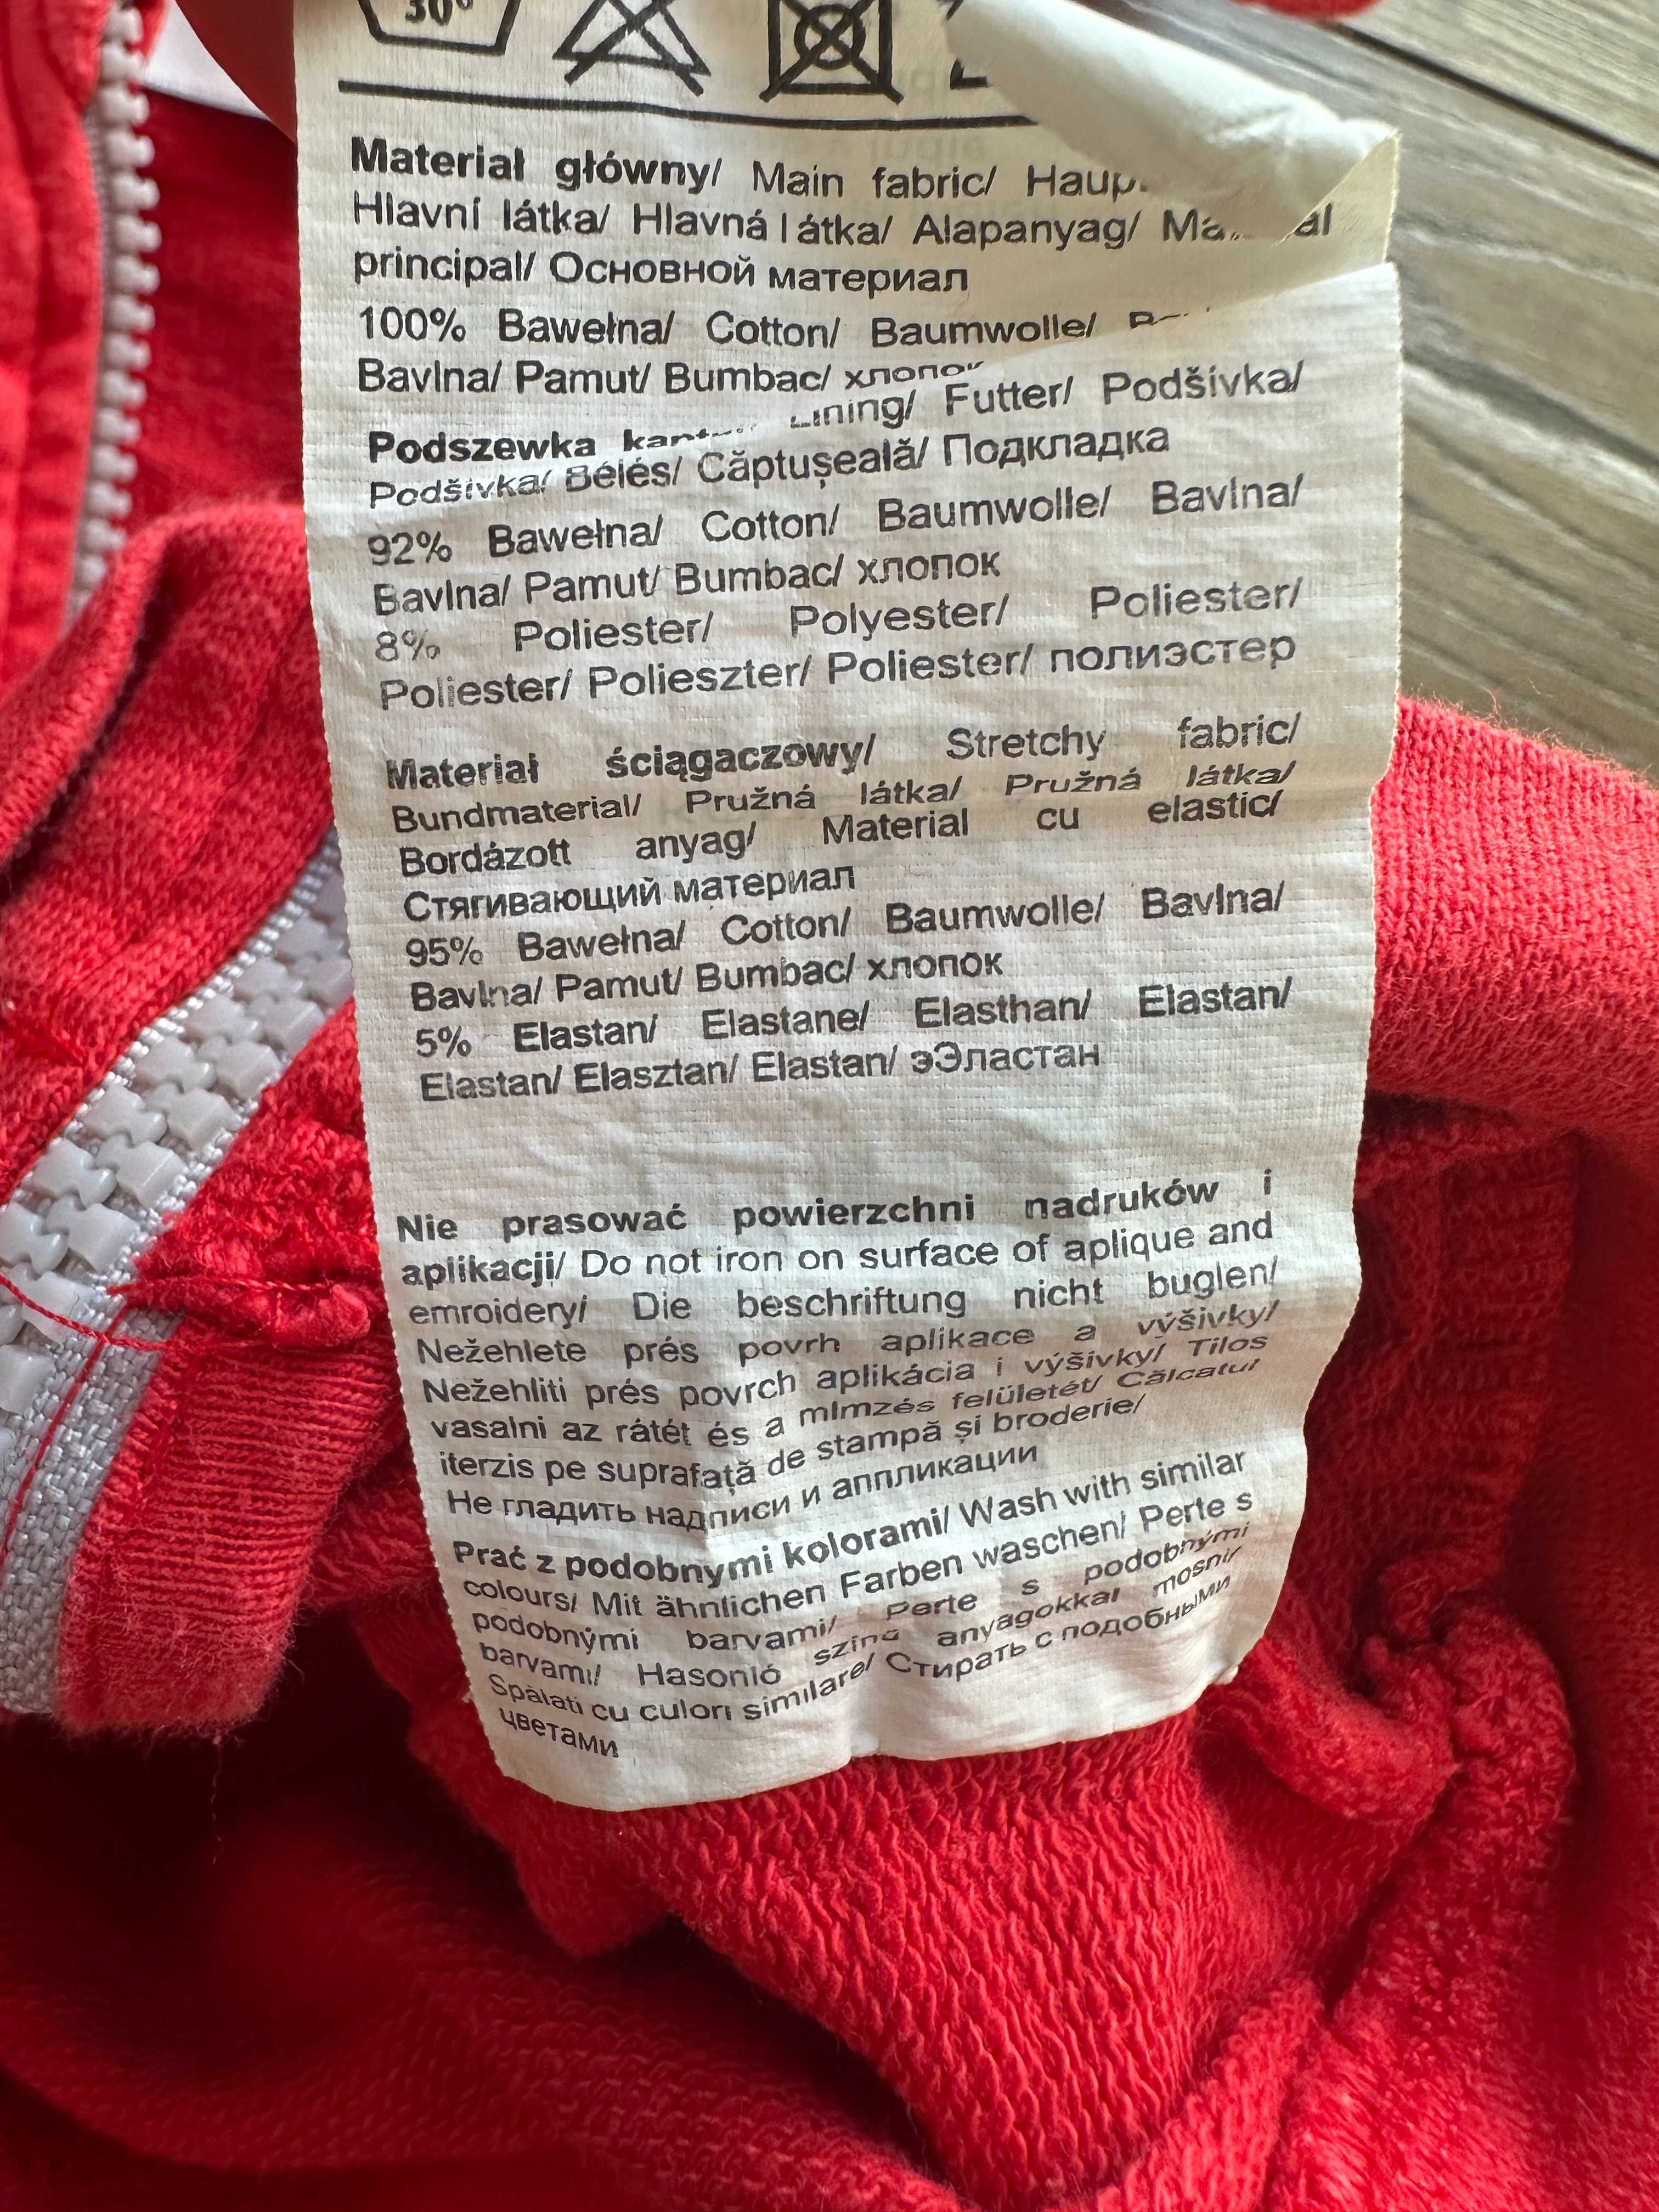 30°
Materiał główny/ Main fabric/
Hlavní látka/ Hlavná látka/ Alapanyag/
principal/ Основной материал
100% Bawełna/ Cotton/ Baumwolle/
Bavlna/ Pamut/ Bumbac/ хлопок
Podszewka Lining/ Futter/ Podšívka/
Podšívka/ Bélés/ Căptușeală/ Подкладка
92% Bawełna/ Cotton/ Baumwolle/ Bavlna/
Bavlna/ Pamut/ Bumbac/ хлопок
8% Poliester/ Polyester/ Poliester/
Poliester/ Polieszter/ Poliester/ полиэстер
Materiał ściągaczowy/ Stretchy fabric/
Bundmaterial/ Pružná látka/ Pružná látka/
Bordázott anyag/ Material cu elastic/
Стягивающий материал
95% Bawełna/ Cotton/ Baumwolle/ Bavlna/
Bavlna/ Pamut/ Bumbac/ хлопок
5% Elastan/ Elastane/ Elasthan/ Elastan/
Elastan/ Elasztan/ Elastan/ эЭластан
Nie prasować powierzchni nadruków i
aplikacji/ Do not iron on surface of aplique and
emroidery/ Die beschriftung nicht buglen/
Nežehlete prés povrh aplikace a výšivky/
Nežehliti prés povrch aplikácia i výšivky/ Tilos
vasalni az rátét és a mlmzés felületét/ Călcatul
iterzis pe suprafață de stampă și broderie/
Не гладить надписи и аппликации
Prać z podobnymi kolorami/ Wash with similar
colours/ Mit ähnlichen Farben waschen/ Perte s
podobnými barvami/ Perte s podobnými
barvami/ Hasonló színű anyagokkal mosni/
Spălati cu culori similare/ Стирать с подобными
цветами